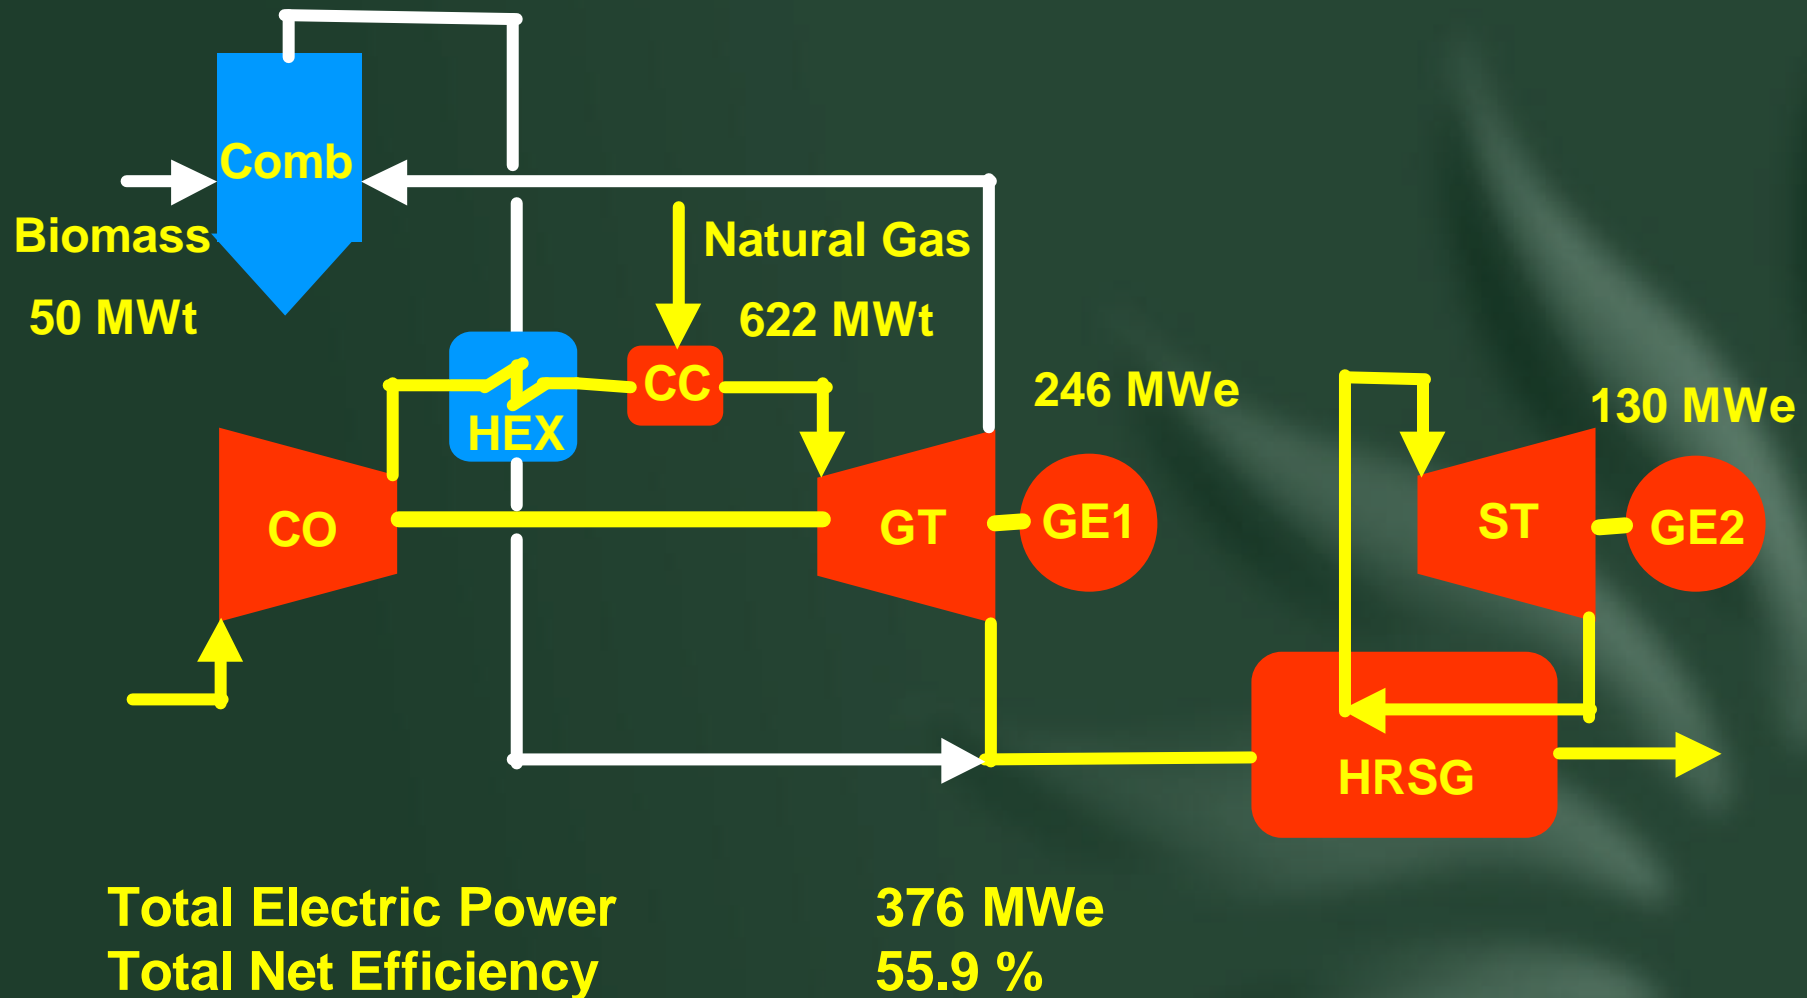 Comb
Biomass
50 MWt
Natural Gas
622 MWt
HEX
CC
246 MWe
130 MWe
CO
GT
GE1
ST
GE2
HRSG
Total Electric Power 376 MWe
Total Net Efficiency 55.9 %